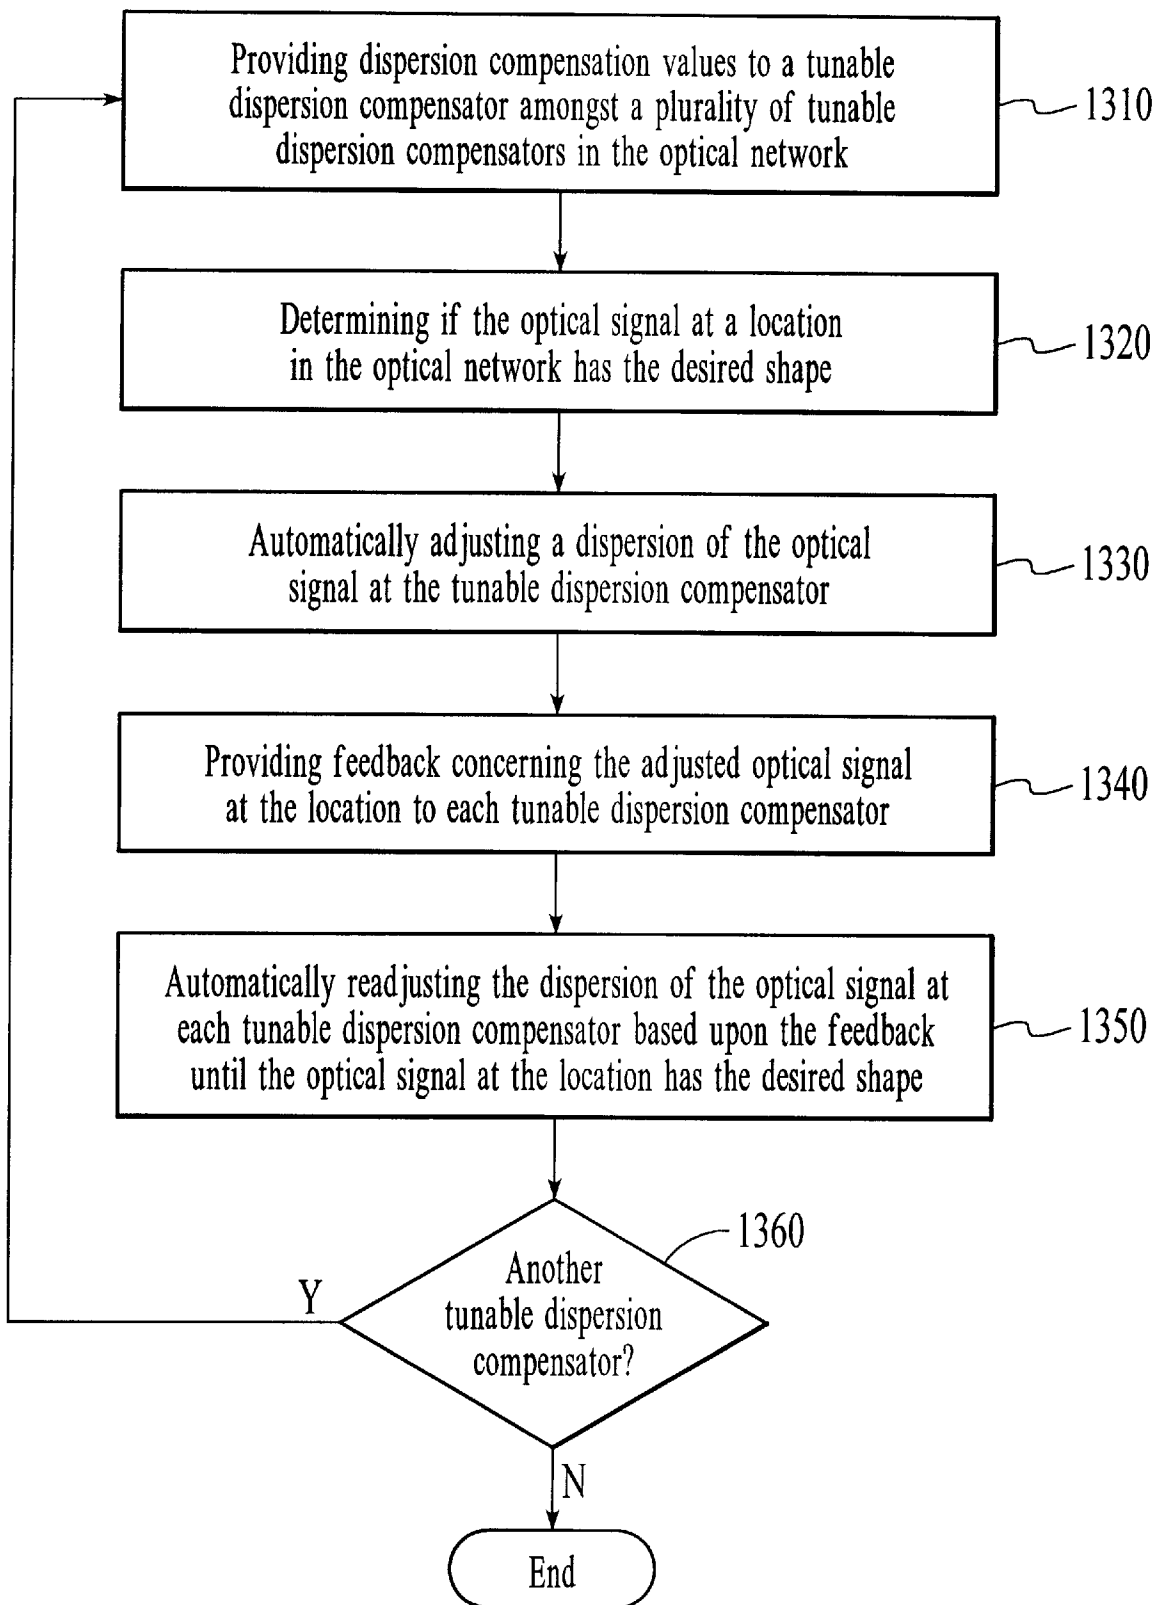 Providing dispersion compensation values to a tunable
dispersion compensator amongst a plurality of tunable
dispersion compensators in the optical network
1310
Determining if the optical signal at a location
in the optical network has the desired shape
1320
Automatically adjusting a dispersion of the optical
signal at the tunable dispersion compensator
1330
Providing feedback concerning the adjusted optical signal
at the location to each tunable dispersion compensator
1340
Automatically readjusting the dispersion of the optical signal at
each tunable dispersion compensator based upon the feedback
until the optical signal at the location has the desired shape
1350
1360
Another
tunable dispersion
compensator?
Y
N
End